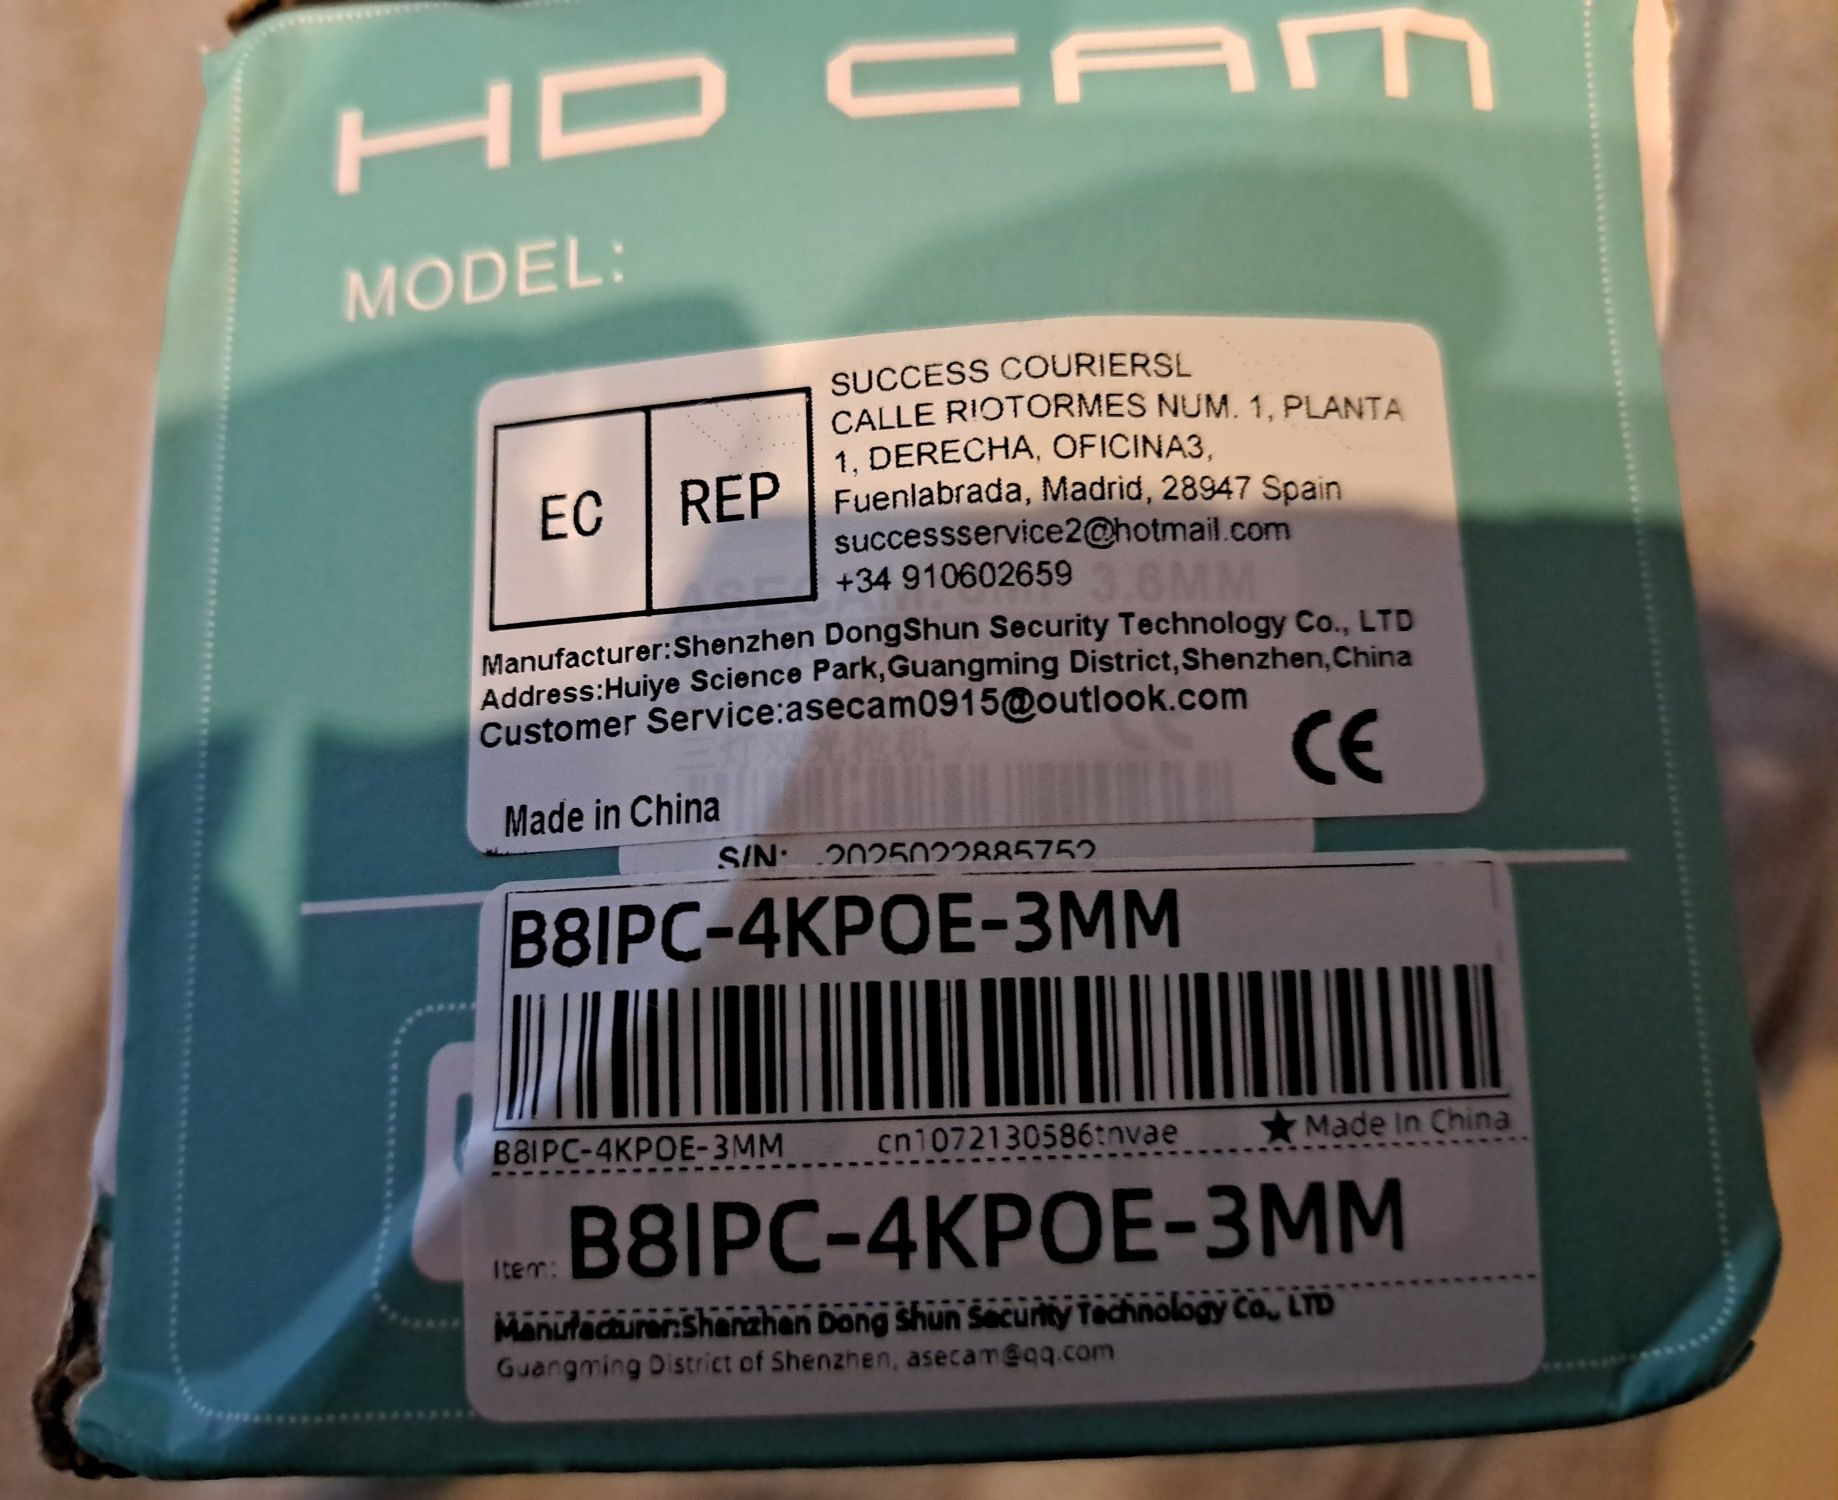 HD CAM
MODEL:
EC REP
SUCCESS COURIERSL
CALLE RIOTORMES NUM. 1, PLANTA
1, DERECHA, OFICINA3,
Fuenlabrada, Madrid, 28947 Spain
successservice2@hotmail.com
+34 910602659
3.6MM
Manufacturer:Shenzhen DongShun Security Technology Co., LTD
Address:Huiye Science Park,Guangming District,Shenzhen,China
Customer Service:asecam0915@outlook.com
CE
Made in China
S/N: 2025022885752
B8IPC-4KPOE-3MM
B8IPC-4KPOE-3MM cn1072130586tnvae ★ Made In China
Item: B8IPC-4KPOE-3MM
Manufacturer:Shenzhen Dong Shun Security Technology Co., LTD
Guangming District of Shenzhen, asecam@qq.com